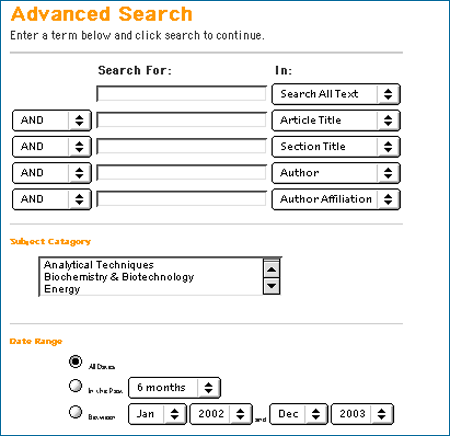 Advanced Search
Enter a term below and click search to continue.
Search For: In:
Search All Text
AND Article Title
AND Section Title
AND Author
AND Author Affiliation
Subject Catagory
Analytical Techniques
Biochemistry & Biotechnology
Energy
Date Range
All Dates
In the Past 6 months
Between Jan 2002 and Dec 2003